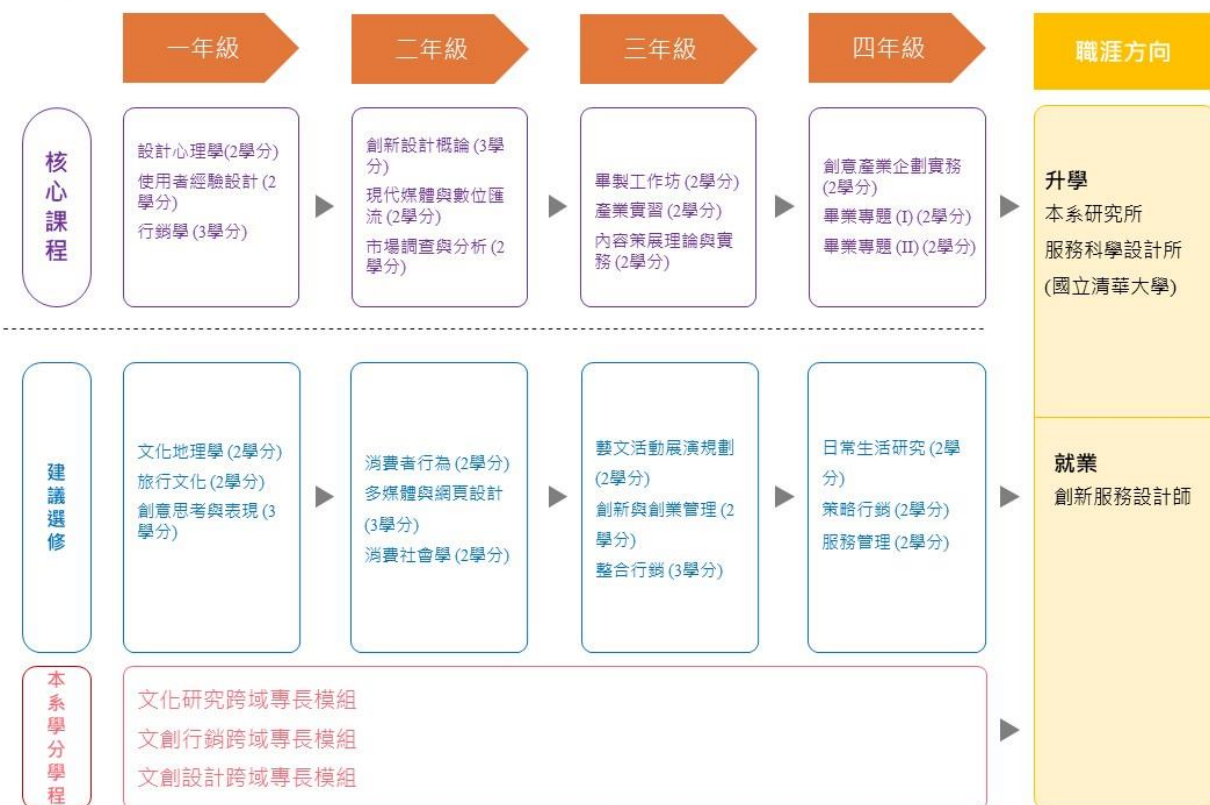 一年級
二年級
三年級
四年級
職涯方向
核心課程
設計心理學(2學分)
使用者經驗設計 (2
學分)
行銷學 (3學分)
創新設計概論 (3學
分)
現代媒體與數位匯
流 (2學分)
市場調查與分析 (2
學分)
畢製工作坊 (2學分)
產業實習 (2學分)
內容策展理論與實
務 (2學分)
創意產業企劃實務
(2學分)
畢業專題 (I) (2學分)
畢業專題 (II) (2學分)
升學
本系研究所
服務科學設計所
(國立清華大學)
建議選修
文化地理學 (2學分)
旅行文化 (2學分)
創意思考與表現 (3
學分)
消費者行為 (2學分)
多媒體與網頁設計
(3學分)
消費社會學 (2學分)
藝文活動展演規劃
(2學分)
創新與創業管理 (2
學分)
整合行銷 (3學分)
日常生活研究 (2學
分)
策略行銷 (2學分)
服務管理 (2學分)
就業
創新服務設計師
本系學分學程
文化研究跨域專長模組
文創行銷跨域專長模組
文創設計跨域專長模組